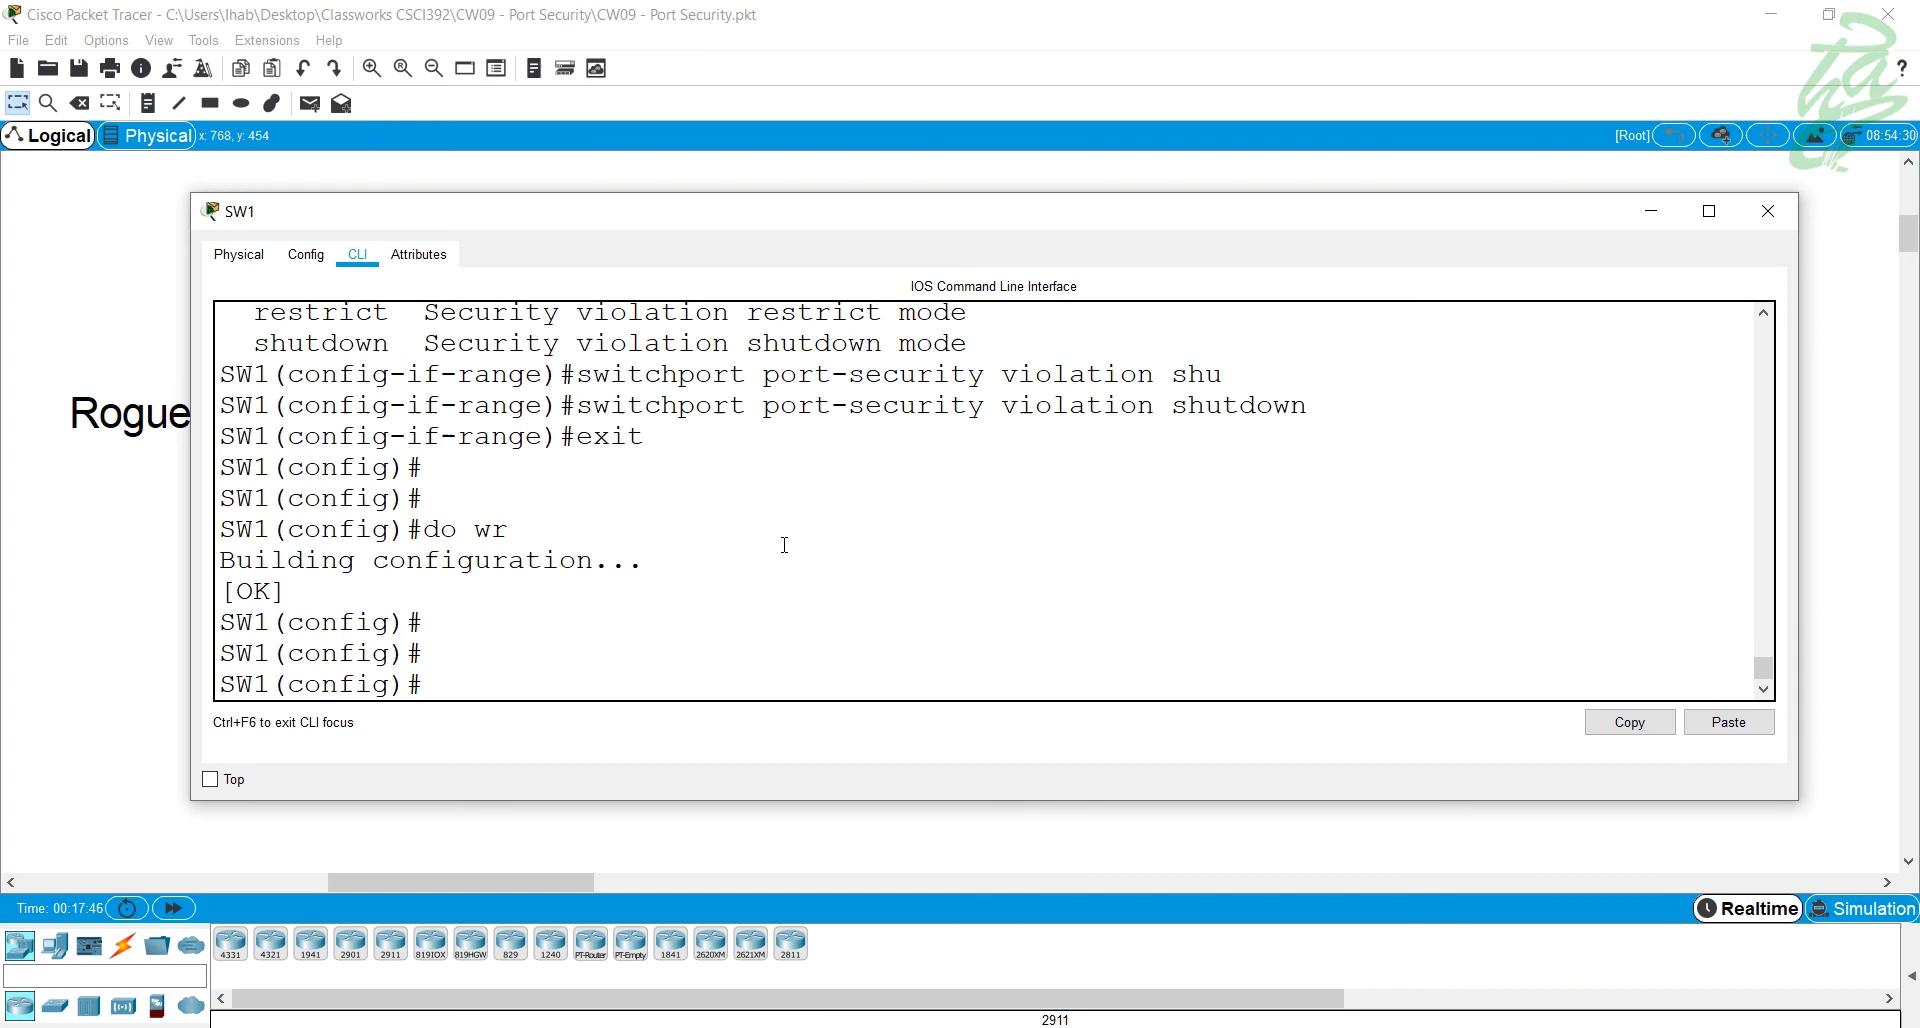 Cisco Packet Tracer - C:\Users\Ihab\Desktop\Classworks CSCI392\CW09 - Port Security\CW09 - Port Security.pkt
File Edit Options View Tools Extensions Help
?
Logical Physical x: 768, y: 454 [Root] 08:54:30
SW1
Physical Config CLI Attributes
IOS Command Line Interface
restrict Security violation restrict mode
shutdown Security violation shutdown mode
SW1(config-if-range)#switchport port-security violation shu
SW1(config-if-range)#switchport port-security violation shutdown
SW1(config-if-range)#exit
SW1(config)#
SW1(config)#
SW1(config)#do wr
Building configuration...
[OK]
SW1(config)#
SW1(config)#
SW1(config)#
Rogue
Ctrl+F6 to exit CLI focus
Copy Paste
Top
Time: 00:17:46 Realtime Simulation
4331 4321 1941 2901 2911 819IOX 819HGW 829 1240 PT-Router PT-Empty 1841 2620XM 2621XM 2811
2911